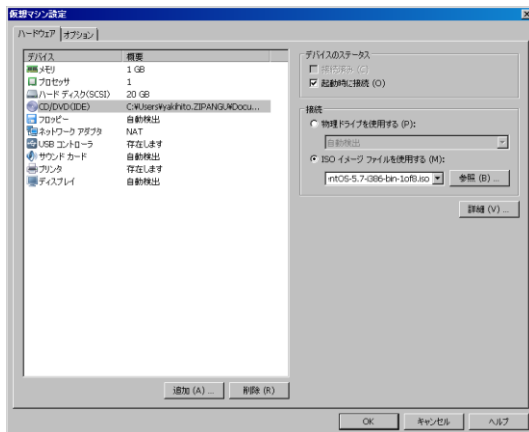 仮想マシン設定
ハードウェア オプション
デバイス 概要
メモリ 1 GB
プロセッサ 1
ハード ディスク(SCSI) 20 GB
CD/DVD (IDE) C:¥Users¥yakihito.ZIPANGU¥Docu...
フロッピー 自動検出
ネットワーク アダプタ NAT
USB コントローラ 存在します
サウンド カード 自動検出
プリンタ 存在します
ディスプレイ 自動検出
追加 (A) ... 削除 (R)
デバイスのステータス
接続済み (C)
起動時に接続 (O)
接続
物理ドライブを使用する (P):
自動検出
ISO イメージ ファイルを使用する (M):
ntOS-5.7-i386-bin-1of8.iso 参照 (B) ...
詳細 (V) ...
OK キャンセル ヘルプ